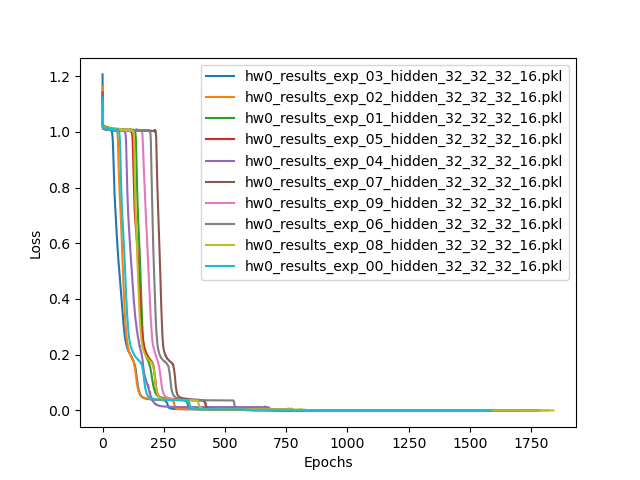 hw0_results_exp_03_hidden_32_32_32_16.pkl
hw0_results_exp_02_hidden_32_32_32_16.pkl
hw0_results_exp_01_hidden_32_32_32_16.pkl
hw0_results_exp_05_hidden_32_32_32_16.pkl
hw0_results_exp_04_hidden_32_32_32_16.pkl
hw0_results_exp_07_hidden_32_32_32_16.pkl
hw0_results_exp_09_hidden_32_32_32_16.pkl
hw0_results_exp_06_hidden_32_32_32_16.pkl
hw0_results_exp_08_hidden_32_32_32_16.pkl
hw0_results_exp_00_hidden_32_32_32_16.pkl
1.2
1.0
0.8
0.6
0.4
0.2
0.0
Loss
0 250 500 750 1000 1250 1500 1750
Epochs